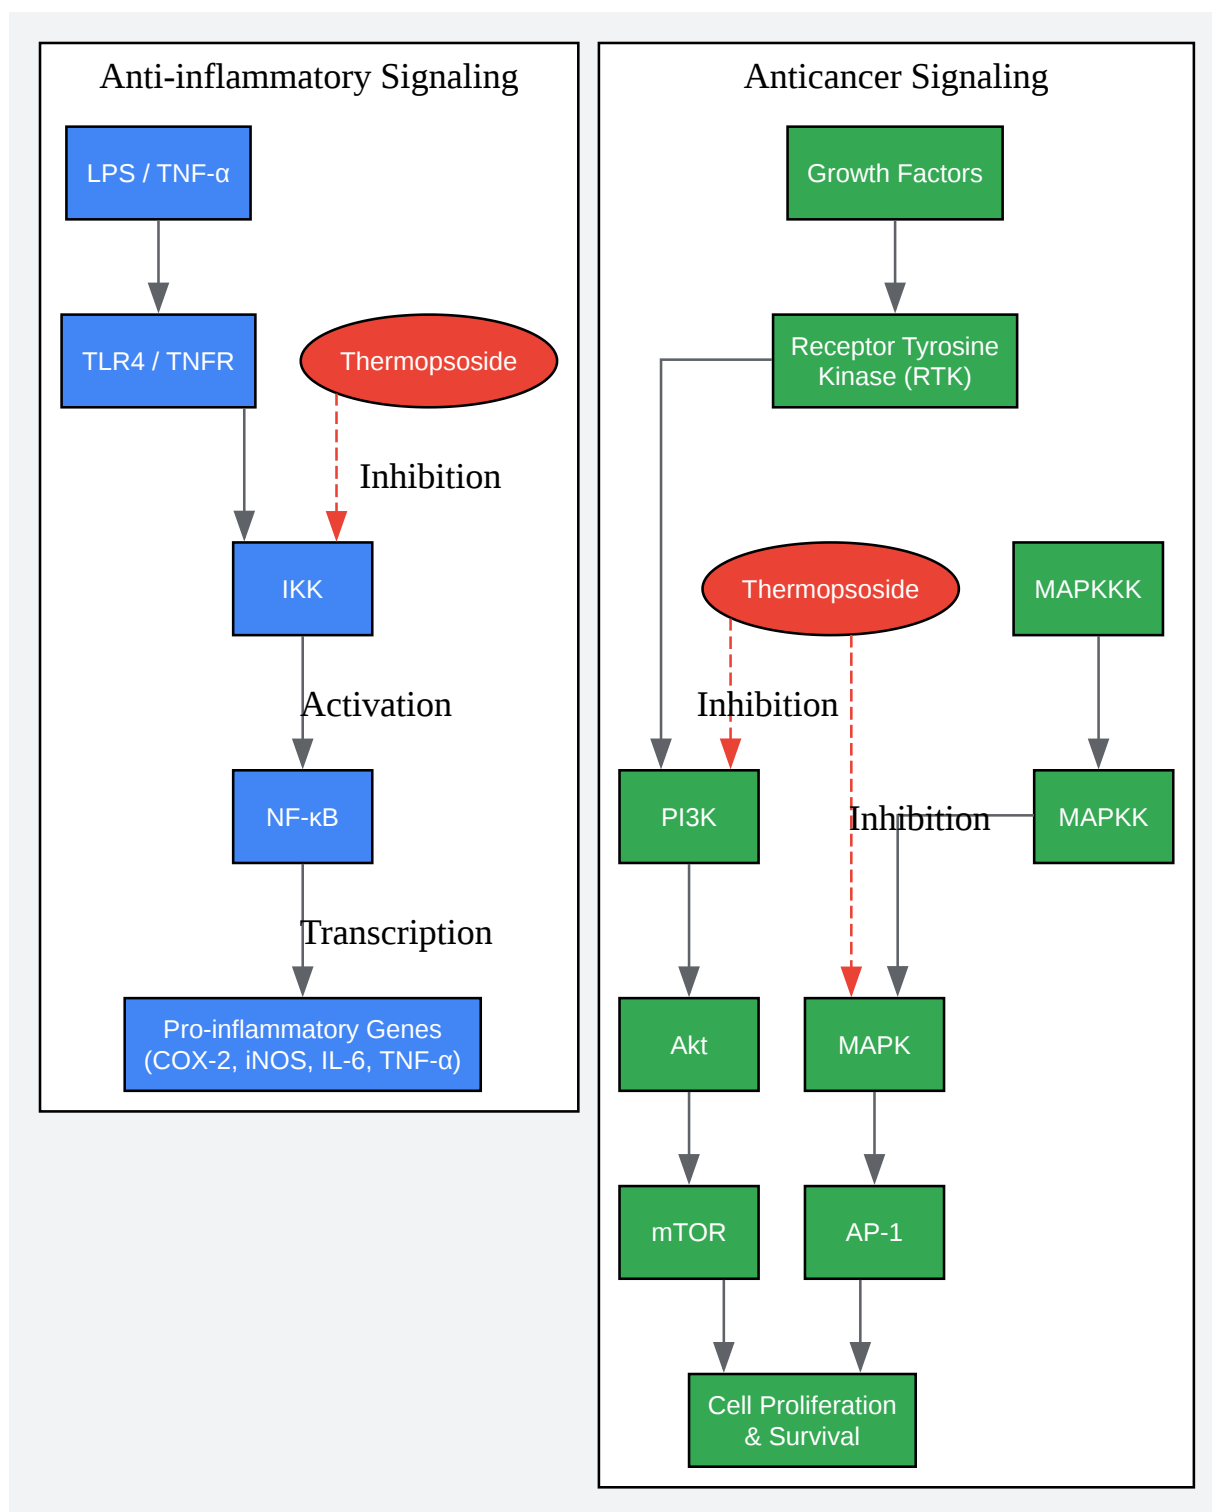 Anti-inflammatory Signaling
LPS / TNF-α
TLR4 / TNFR
Thermopsoside
Inhibition
IKK
Activation
NF-κB
Transcription
Pro-inflammatory Genes
(COX-2, iNOS, IL-6, TNF-α)
Anticancer Signaling
Growth Factors
Receptor Tyrosine
Kinase (RTK)
Thermopsoside
MAPKKK
Inhibition
PI3K
Inhibition
MAPKK
Akt
MAPK
mTOR
AP-1
Cell Proliferation
& Survival